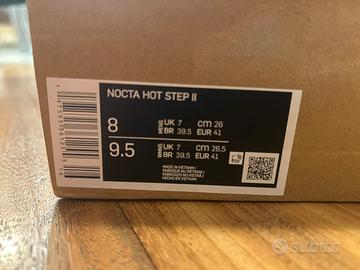 NOCTA HOT STEP II
8 MENS UK 7 cm 26
BR 39.5 EUR 41
9.5 WMNS UK 7 cm 26.5
BR 39.5 EUR 41
MADE IN VIETNAM /
FABRIQUÉ AU VIETNAM /
FABRICADO NO VIETNÃ /
HECHO EN VIETNAM
subito